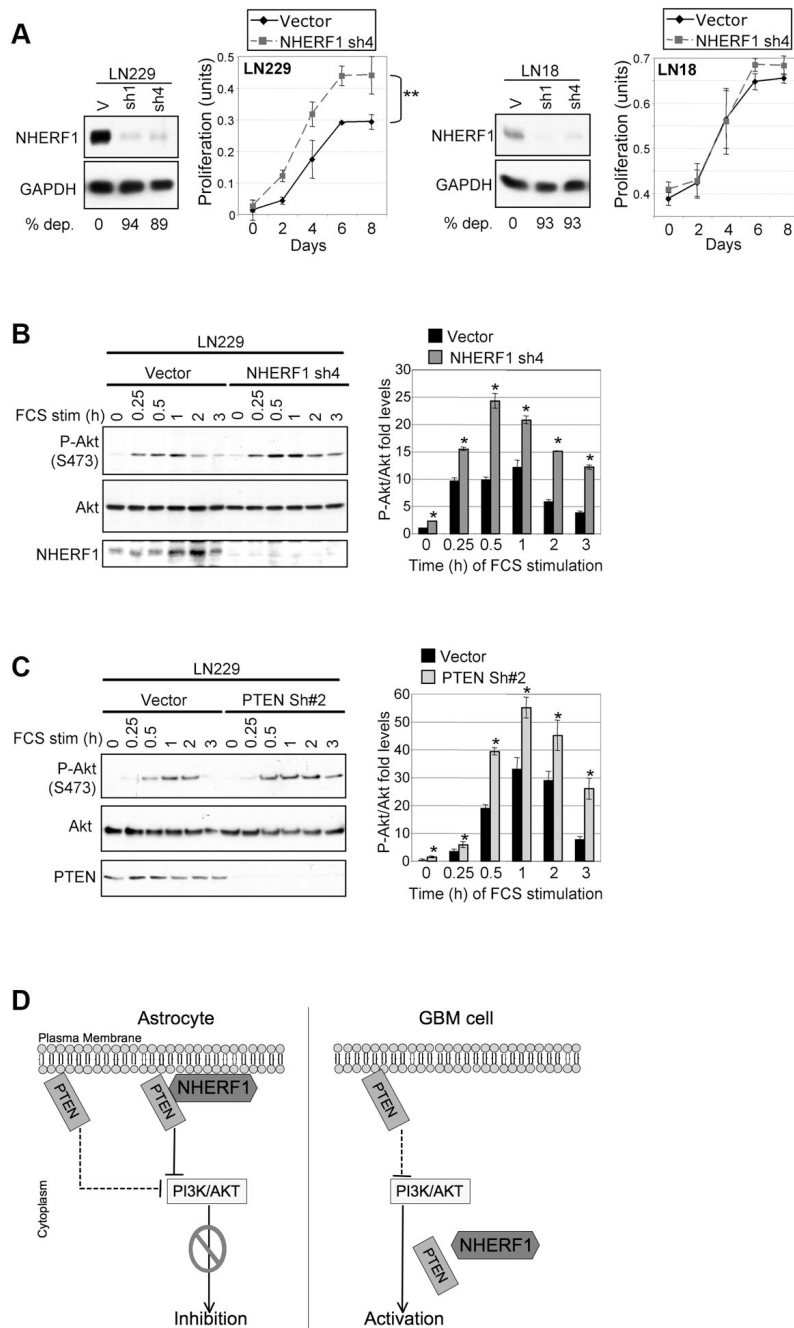 A
LN229
V sh1 sh4
NHERF1
GAPDH
% dep. 0 94 89
Vector
NHERF1 sh4
LN229
Proliferation (units)
0.5
0.4
0.3
0.2
0.1
0
0 2 4 6 8
Days
**
LN18
V sh1 sh4
NHERF1
GAPDH
% dep. 0 93 93
Vector
NHERF1 sh4
LN18
Proliferation (units)
0.7
0.6
0.5
0.4
0 2 4 6 8
Days
B
LN229
Vector NHERF1 sh4
FCS stim (h) 0 0.25 0.5 1 2 3 0 0.25 0.5 1 2 3
P-Akt
(S473)
Akt
NHERF1
Vector
NHERF1 sh4
P-Akt/Akt fold levels
30
25
20
15
10
5
0
* * * * * *
0 0.25 0.5 1 2 3
Time (h) of FCS stimulation
C
LN229
Vector PTEN Sh#2
FCS stim (h) 0 0.25 0.5 1 2 3 0 0.25 0.5 1 2 3
P-Akt
(S473)
Akt
PTEN
Vector
PTEN Sh#2
P-Akt/Akt fold levels
60
50
40
30
20
10
0
* * * * * *
0 0.25 0.5 1 2 3
Time (h) of FCS stimulation
D
Astrocyte
Plasma Membrane
PTEN
PTEN
NHERF1
PI3K/AKT
Cytoplasm
Inhibition
GBM cell
PTEN
PI3K/AKT
PTEN
NHERF1
Activation